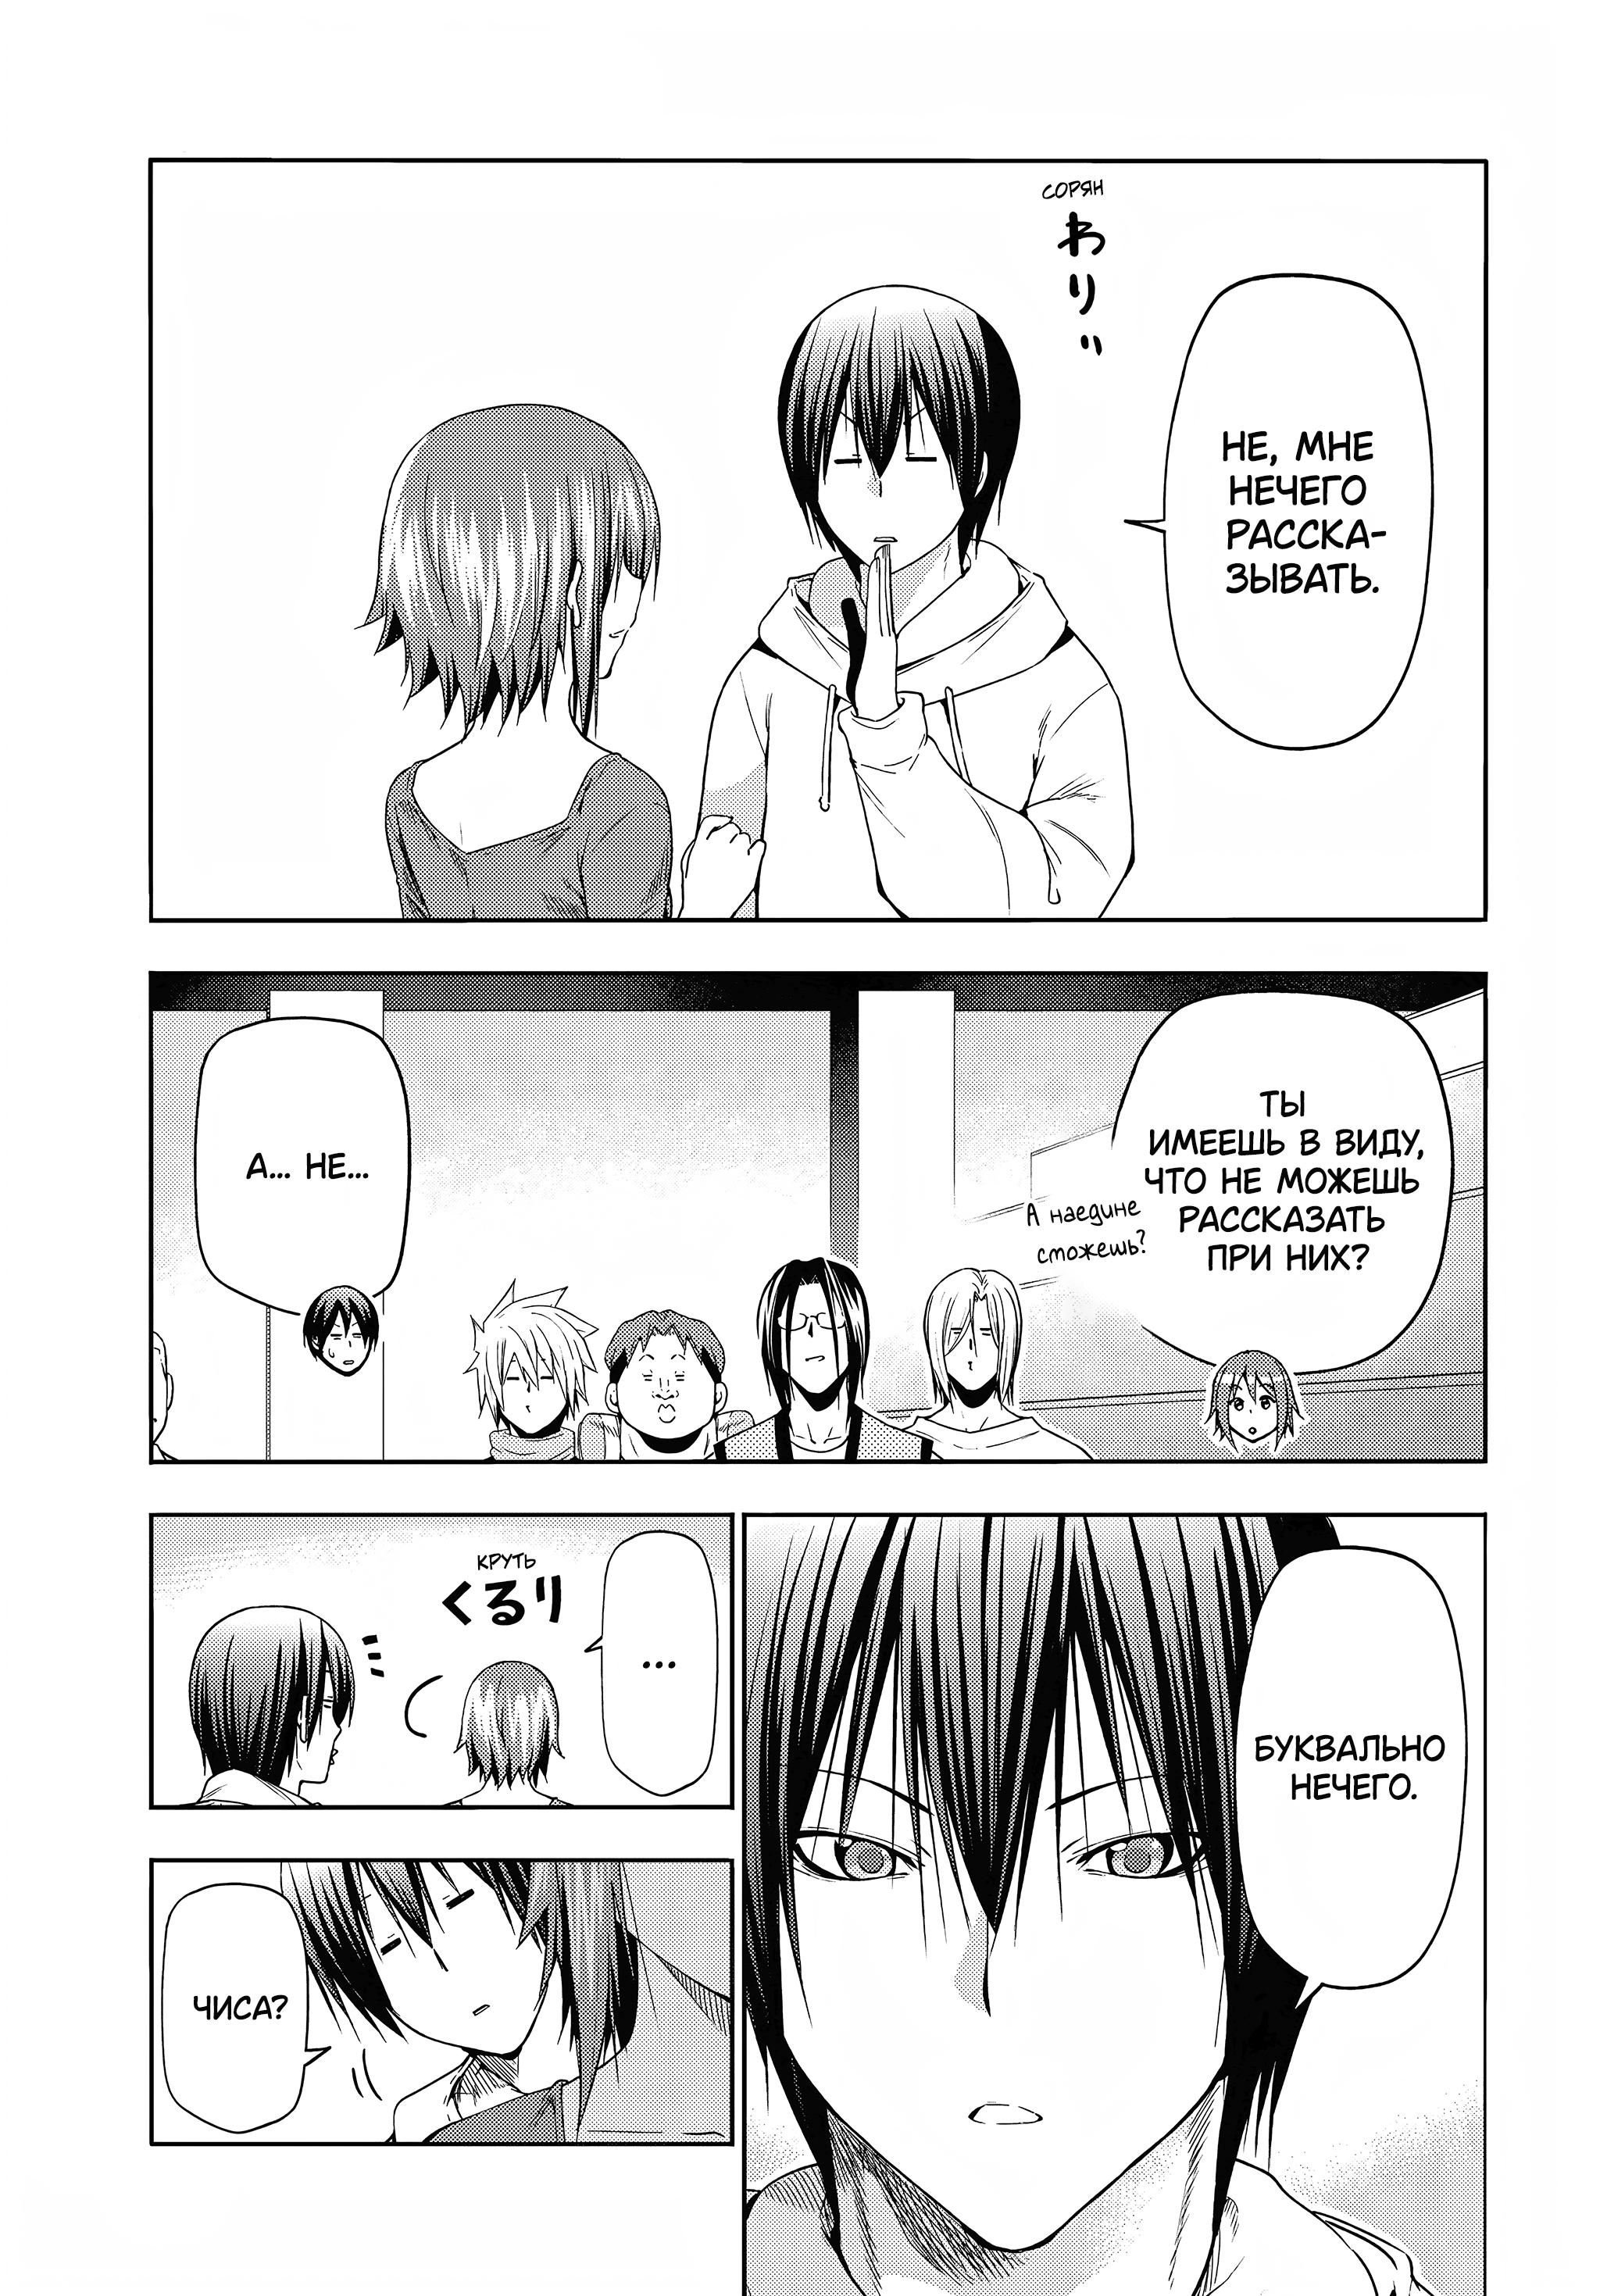 СОРЯН
わりぃ
НЕ, МНЕ
НЕЧЕГО
РАССКА-
ЗЫВАТЬ.
ТЫ
ИМЕЕШЬ В ВИДУ,
ЧТО НЕ МОЖЕШЬ
РАССКАЗАТЬ
ПРИ НИХ?
А наедине
сможешь?
А... НЕ...
БУКВАЛЬНО
НЕЧЕГО.
...
КРУТЬ
くるり
ЧИСА?